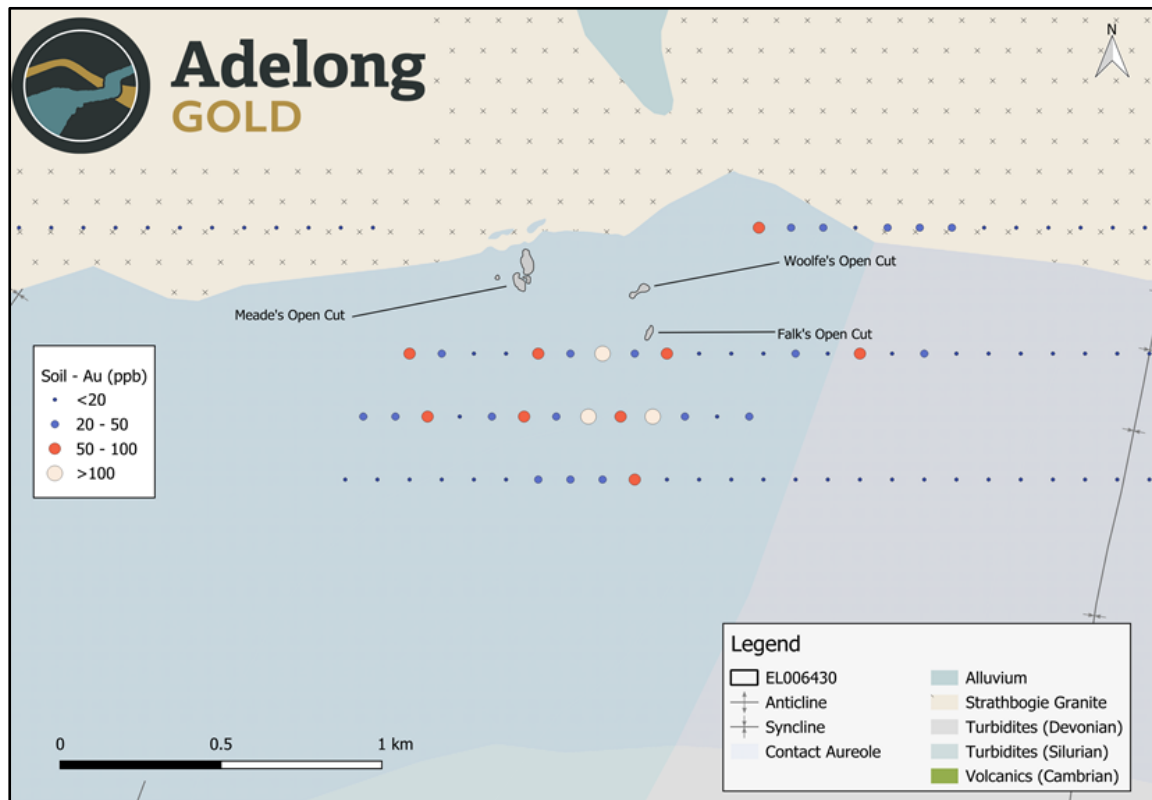 Adelong
GOLD
N
Woolfe's Open Cut
Meade's Open Cut
Falk's Open Cut
Soil - Au (ppb)
<20
20 - 50
50 - 100
>100
0 0.5 1 km
Legend
EL006430
Anticline
Syncline
Contact Aureole
Alluvium
Strathbogie Granite
Turbidites (Devonian)
Turbidites (Silurian)
Volcanics (Cambrian)